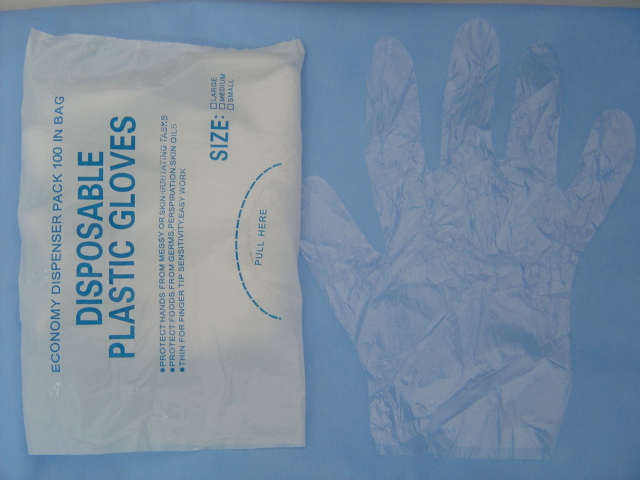 ECONOMY DISPENSER PACK 100 IN BAG
DISPOSABLE
PLASTIC GLOVES
●PROTECT HANDS FROM MESSY OR SKIN-IRRITATING TASKS
●PROTECT FOODS FROM GERMS.PERSPIRATION.SKIN OILS
●THIN FOR FINGER TIP SENSITIVITY.EASY WORK
SIZE: □LARGE
□MEDIUM
□SMALL
PULL HERE